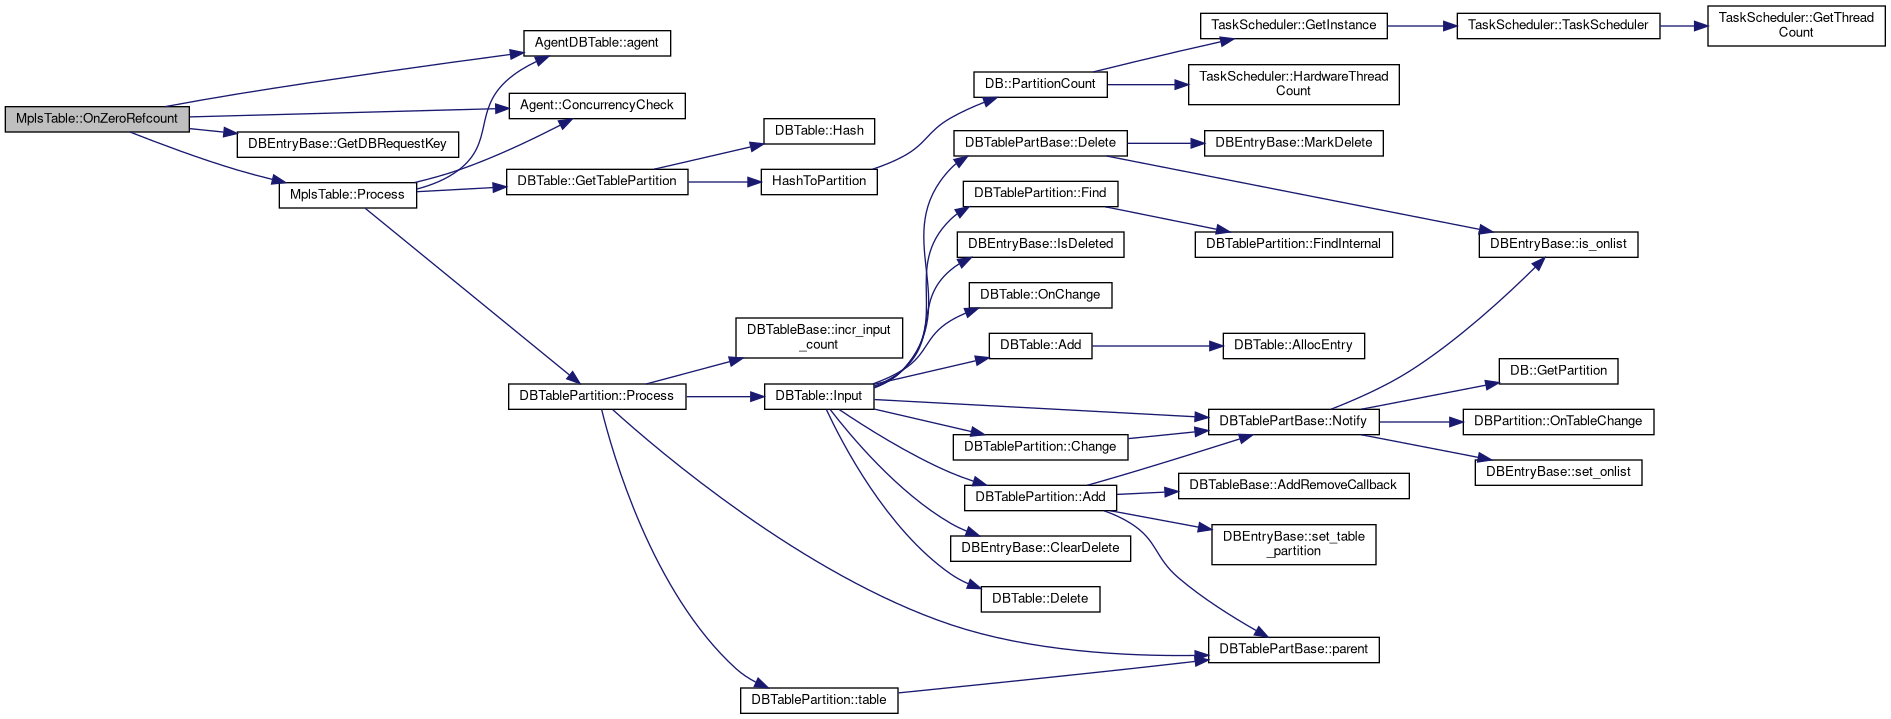 MplsTable::OnZeroRefcount
AgentDBTable::agent
Agent::ConcurrencyCheck
DBEntryBase::GetDBRequestKey
MplsTable::Process
DBTable::GetTablePartition
DBTable::Hash
HashToPartition
DB::PartitionCount
TaskScheduler::GetInstance
TaskScheduler::TaskScheduler
TaskScheduler::GetThread
Count
TaskScheduler::HardwareThread
Count
DBTablePartition::Process
DBTableBase::incr_input
_count
DBTable::Input
DBTablePartBase::Delete
DBEntryBase::MarkDelete
DBTablePartition::Find
DBTablePartition::FindInternal
DBEntryBase::is_onlist
DBEntryBase::IsDeleted
DBTable::OnChange
DBTable::Add
DBTable::AllocEntry
DBTablePartBase::Notify
DB::GetPartition
DBPartition::OnTableChange
DBEntryBase::set_onlist
DBTablePartition::Change
DBTablePartition::Add
DBTableBase::AddRemoveCallback
DBEntryBase::set_table
_partition
DBEntryBase::ClearDelete
DBTable::Delete
DBTablePartBase::parent
DBTablePartition::table